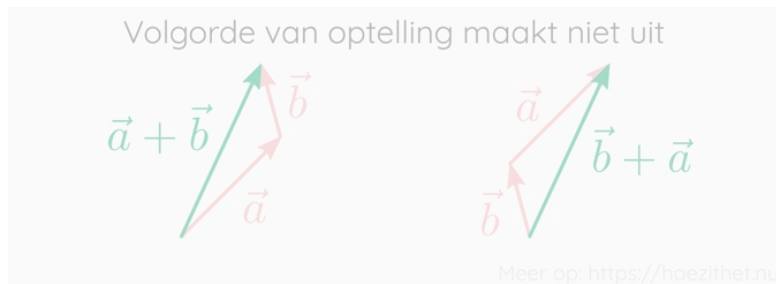 Volgorde van optelling maakt niet uit
a⃗ + b⃗
b⃗
a⃗
a⃗
b⃗
b⃗ + a⃗
Meer op: https://hoezithet.nu